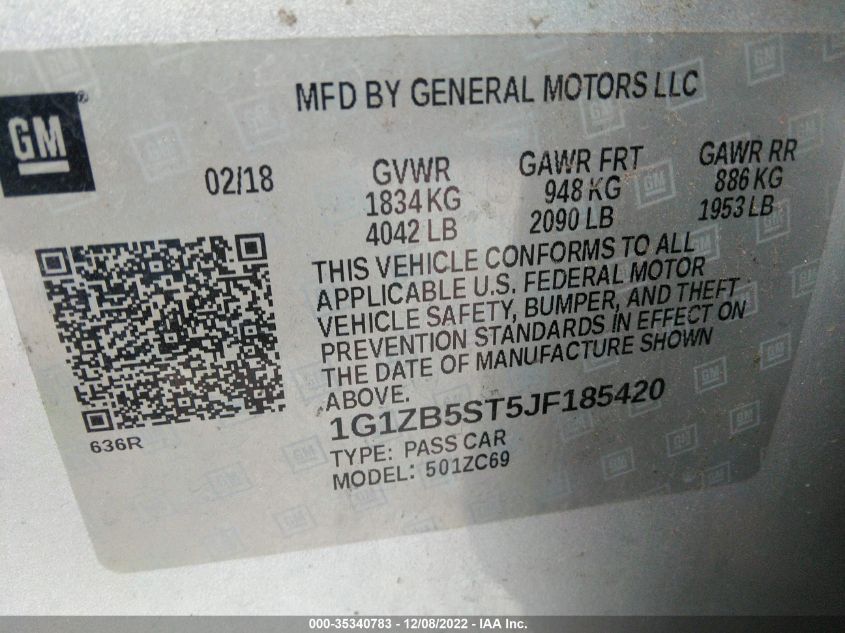 MFD BY GENERAL MOTORS LLC
GM
02/18
GVWR
1834 KG
4042 LB
GAWR FRT
948 KG
2090 LB
GAWR RR
886 KG
1953 LB
THIS VEHICLE CONFORMS TO ALL
APPLICABLE U.S. FEDERAL MOTOR
VEHICLE SAFETY, BUMPER, AND THEFT
PREVENTION STANDARDS IN EFFECT ON
THE DATE OF MANUFACTURE SHOWN
ABOVE.
1G1ZB5ST5JF185420
TYPE: PASS CAR
MODEL: 501ZC69
636R
000-35340783 - 12/08/2022 - IAA Inc.